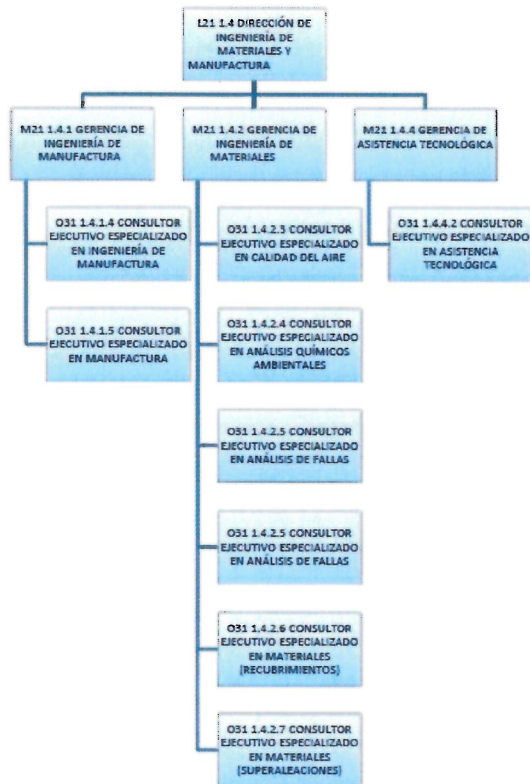 L21 1.4 DIRECCIÓN DE
INGENIERÍA DE
MATERIALES Y
MANUFACTURA
M21 1.4.1 GERENCIA DE
INGENIERÍA DE
MANUFACTURA
O31 1.4.1.4 CONSULTOR
EJECUTIVO ESPECIALIZADO
EN INGENIERÍA DE
MANUFACTURA
O31 1.4.1.5 CONSULTOR
EJECUTIVO ESPECIALIZADO
EN MANUFACTURA
M21 1.4.2 GERENCIA DE
INGENIERÍA DE
MATERIALES
O31 1.4.2.3 CONSULTOR
EJECUTIVO ESPECIALIZADO
EN CALIDAD DEL AIRE
O31 1.4.2.4 CONSULTOR
EJECUTIVO ESPECIALIZADO
EN ANÁLISIS QUÍMICOS
AMBIENTALES
O31 1.4.2.5 CONSULTOR
EJECUTIVO ESPECIALIZADO
EN ANÁLISIS DE FALLAS
O31 1.4.2.5 CONSULTOR
EJECUTIVO ESPECIALIZADO
EN ANÁLISIS DE FALLAS
O31 1.4.2.6 CONSULTOR
EJECUTIVO ESPECIALIZADO
EN MATERIALES
(RECUBRIMIENTOS)
O31 1.4.2.7 CONSULTOR
EJECUTIVO ESPECIALIZADO
EN MATERIALES
(SUPERALEACIONES)
M21 1.4.4 GERENCIA DE
ASISTENCIA TECNOLÓGICA
O31 1.4.4.2 CONSULTOR
EJECUTIVO ESPECIALIZADO
EN ASISTENCIA
TECNOLÓGICA